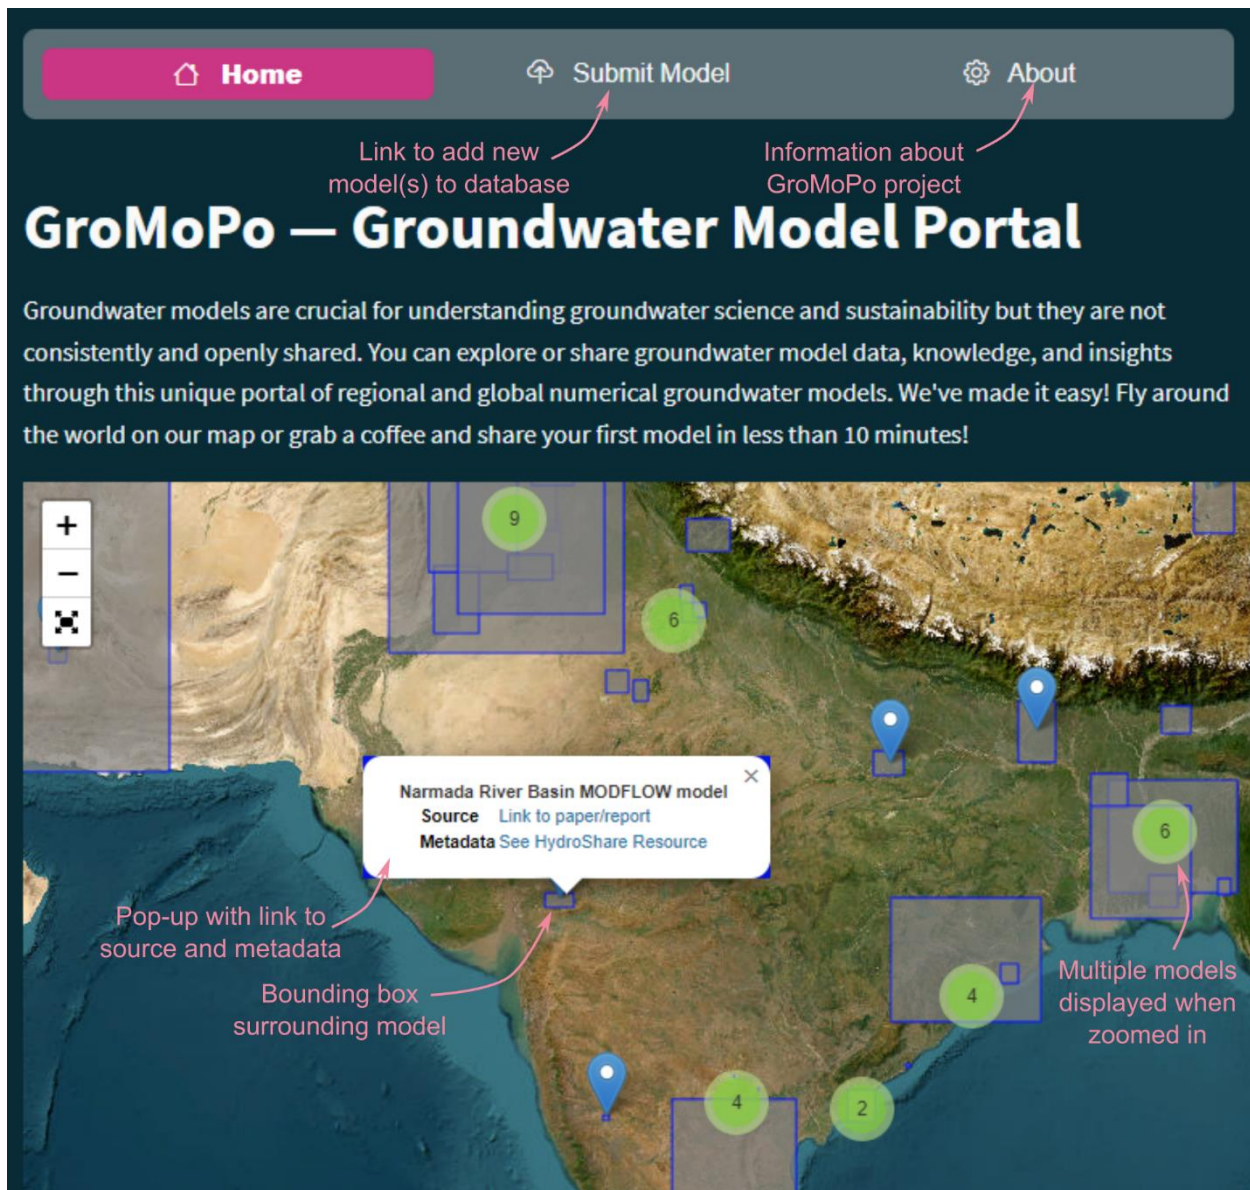 Home
Submit Model
About
Link to add new
model(s) to database
Information about
GroMoPo project
GroMoPo — Groundwater Model Portal
Groundwater models are crucial for understanding groundwater science and sustainability but they are not
consistently and openly shared. You can explore or share groundwater model data, knowledge, and insights
through this unique portal of regional and global numerical groundwater models. We've made it easy! Fly around
the world on our map or grab a coffee and share your first model in less than 10 minutes!
+
−
9
6
×
Narmada River Basin MODFLOW model
Source Link to paper/report
Metadata See HydroShare Resource
6
Pop-up with link to
source and metadata
Bounding box
surrounding model
Multiple models
displayed when
zoomed in
4
4
2